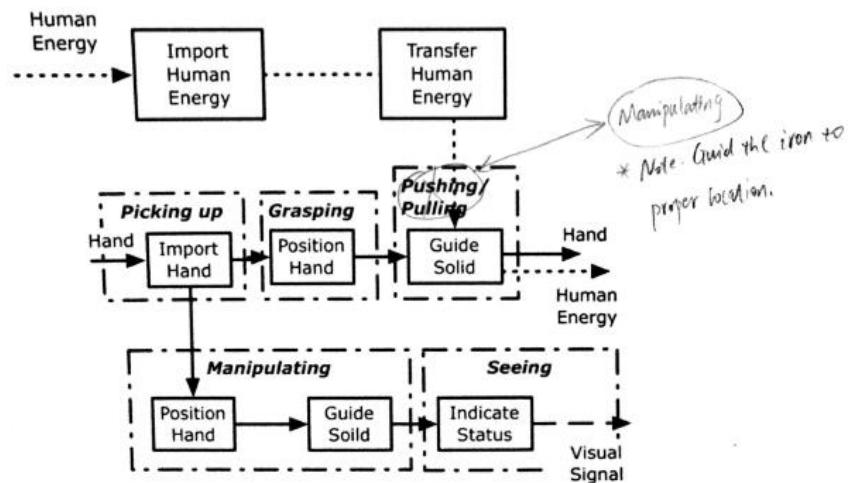 Human
Energy
Import
Human
Energy
Transfer
Human
Energy
Manipulating
* Note. Guid the iron to
proper location.
Pushing/
Pulling
Picking up
Grasping
Hand
Import
Hand
Position
Hand
Guide
Solid
Hand
Human
Energy
Manipulating
Seeing
Position
Hand
Guide
Soild
Indicate
Status
Visual
Signal